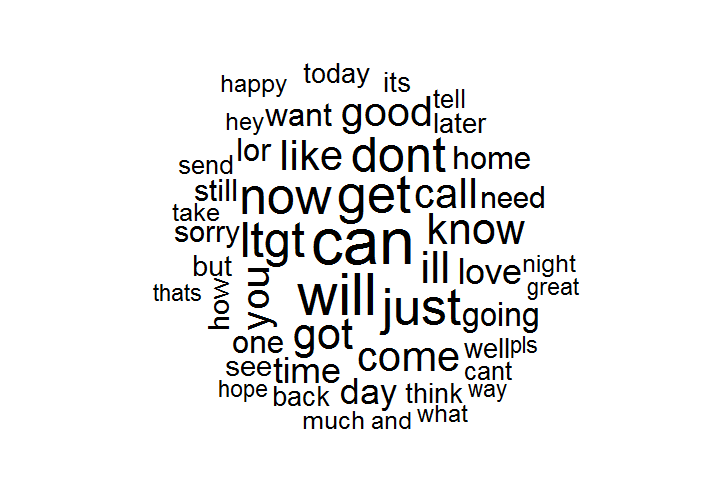 happy today its
hey want good tell
later
send lor like dont home
still now get call need
take
sorry ltgt can know
but ill love night
thats how you will just great
going
one got come well pls
see time cant
hope back day think way
much and what